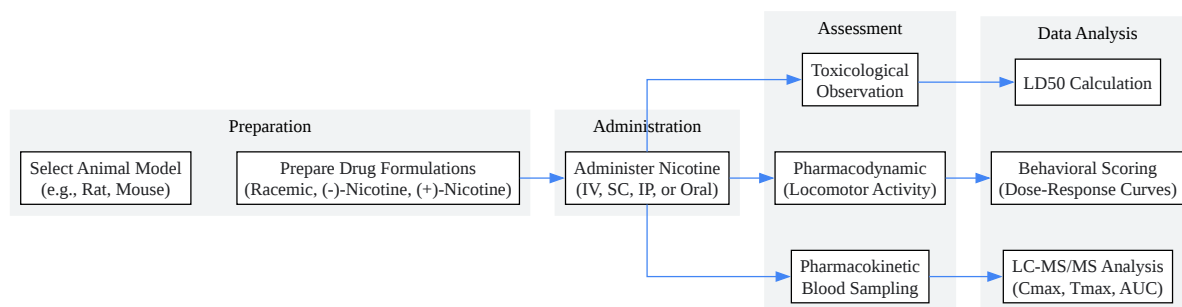 Preparation
Select Animal Model
(e.g., Rat, Mouse)
Prepare Drug Formulations
(Racemic, (-)-Nicotine, (+)-Nicotine)
Administration
Administer Nicotine
(IV, SC, IP, or Oral)
Assessment
Toxicological
Observation
Pharmacodynamic
(Locomotor Activity)
Pharmacokinetic
Blood Sampling
Data Analysis
LD50 Calculation
Behavioral Scoring
(Dose-Response Curves)
LC-MS/MS Analysis
(Cmax, Tmax, AUC)